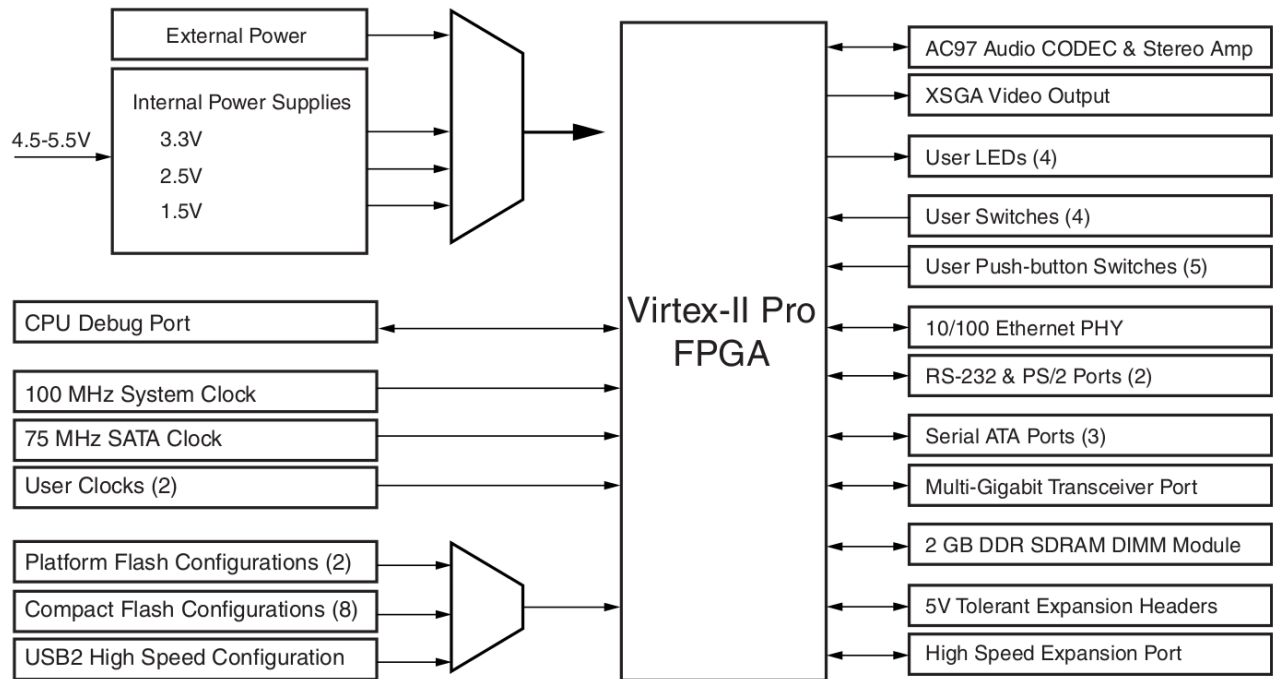 External Power
Internal Power Supplies
4.5-5.5V
3.3V
2.5V
1.5V
CPU Debug Port
100 MHz System Clock
75 MHz SATA Clock
User Clocks (2)
Platform Flash Configurations (2)
Compact Flash Configurations (8)
USB2 High Speed Configuration
Virtex-II Pro
FPGA
AC97 Audio CODEC & Stereo Amp
XSGA Video Output
User LEDs (4)
User Switches (4)
User Push-button Switches (5)
10/100 Ethernet PHY
RS-232 & PS/2 Ports (2)
Serial ATA Ports (3)
Multi-Gigabit Transceiver Port
2 GB DDR SDRAM DIMM Module
5V Tolerant Expansion Headers
High Speed Expansion Port